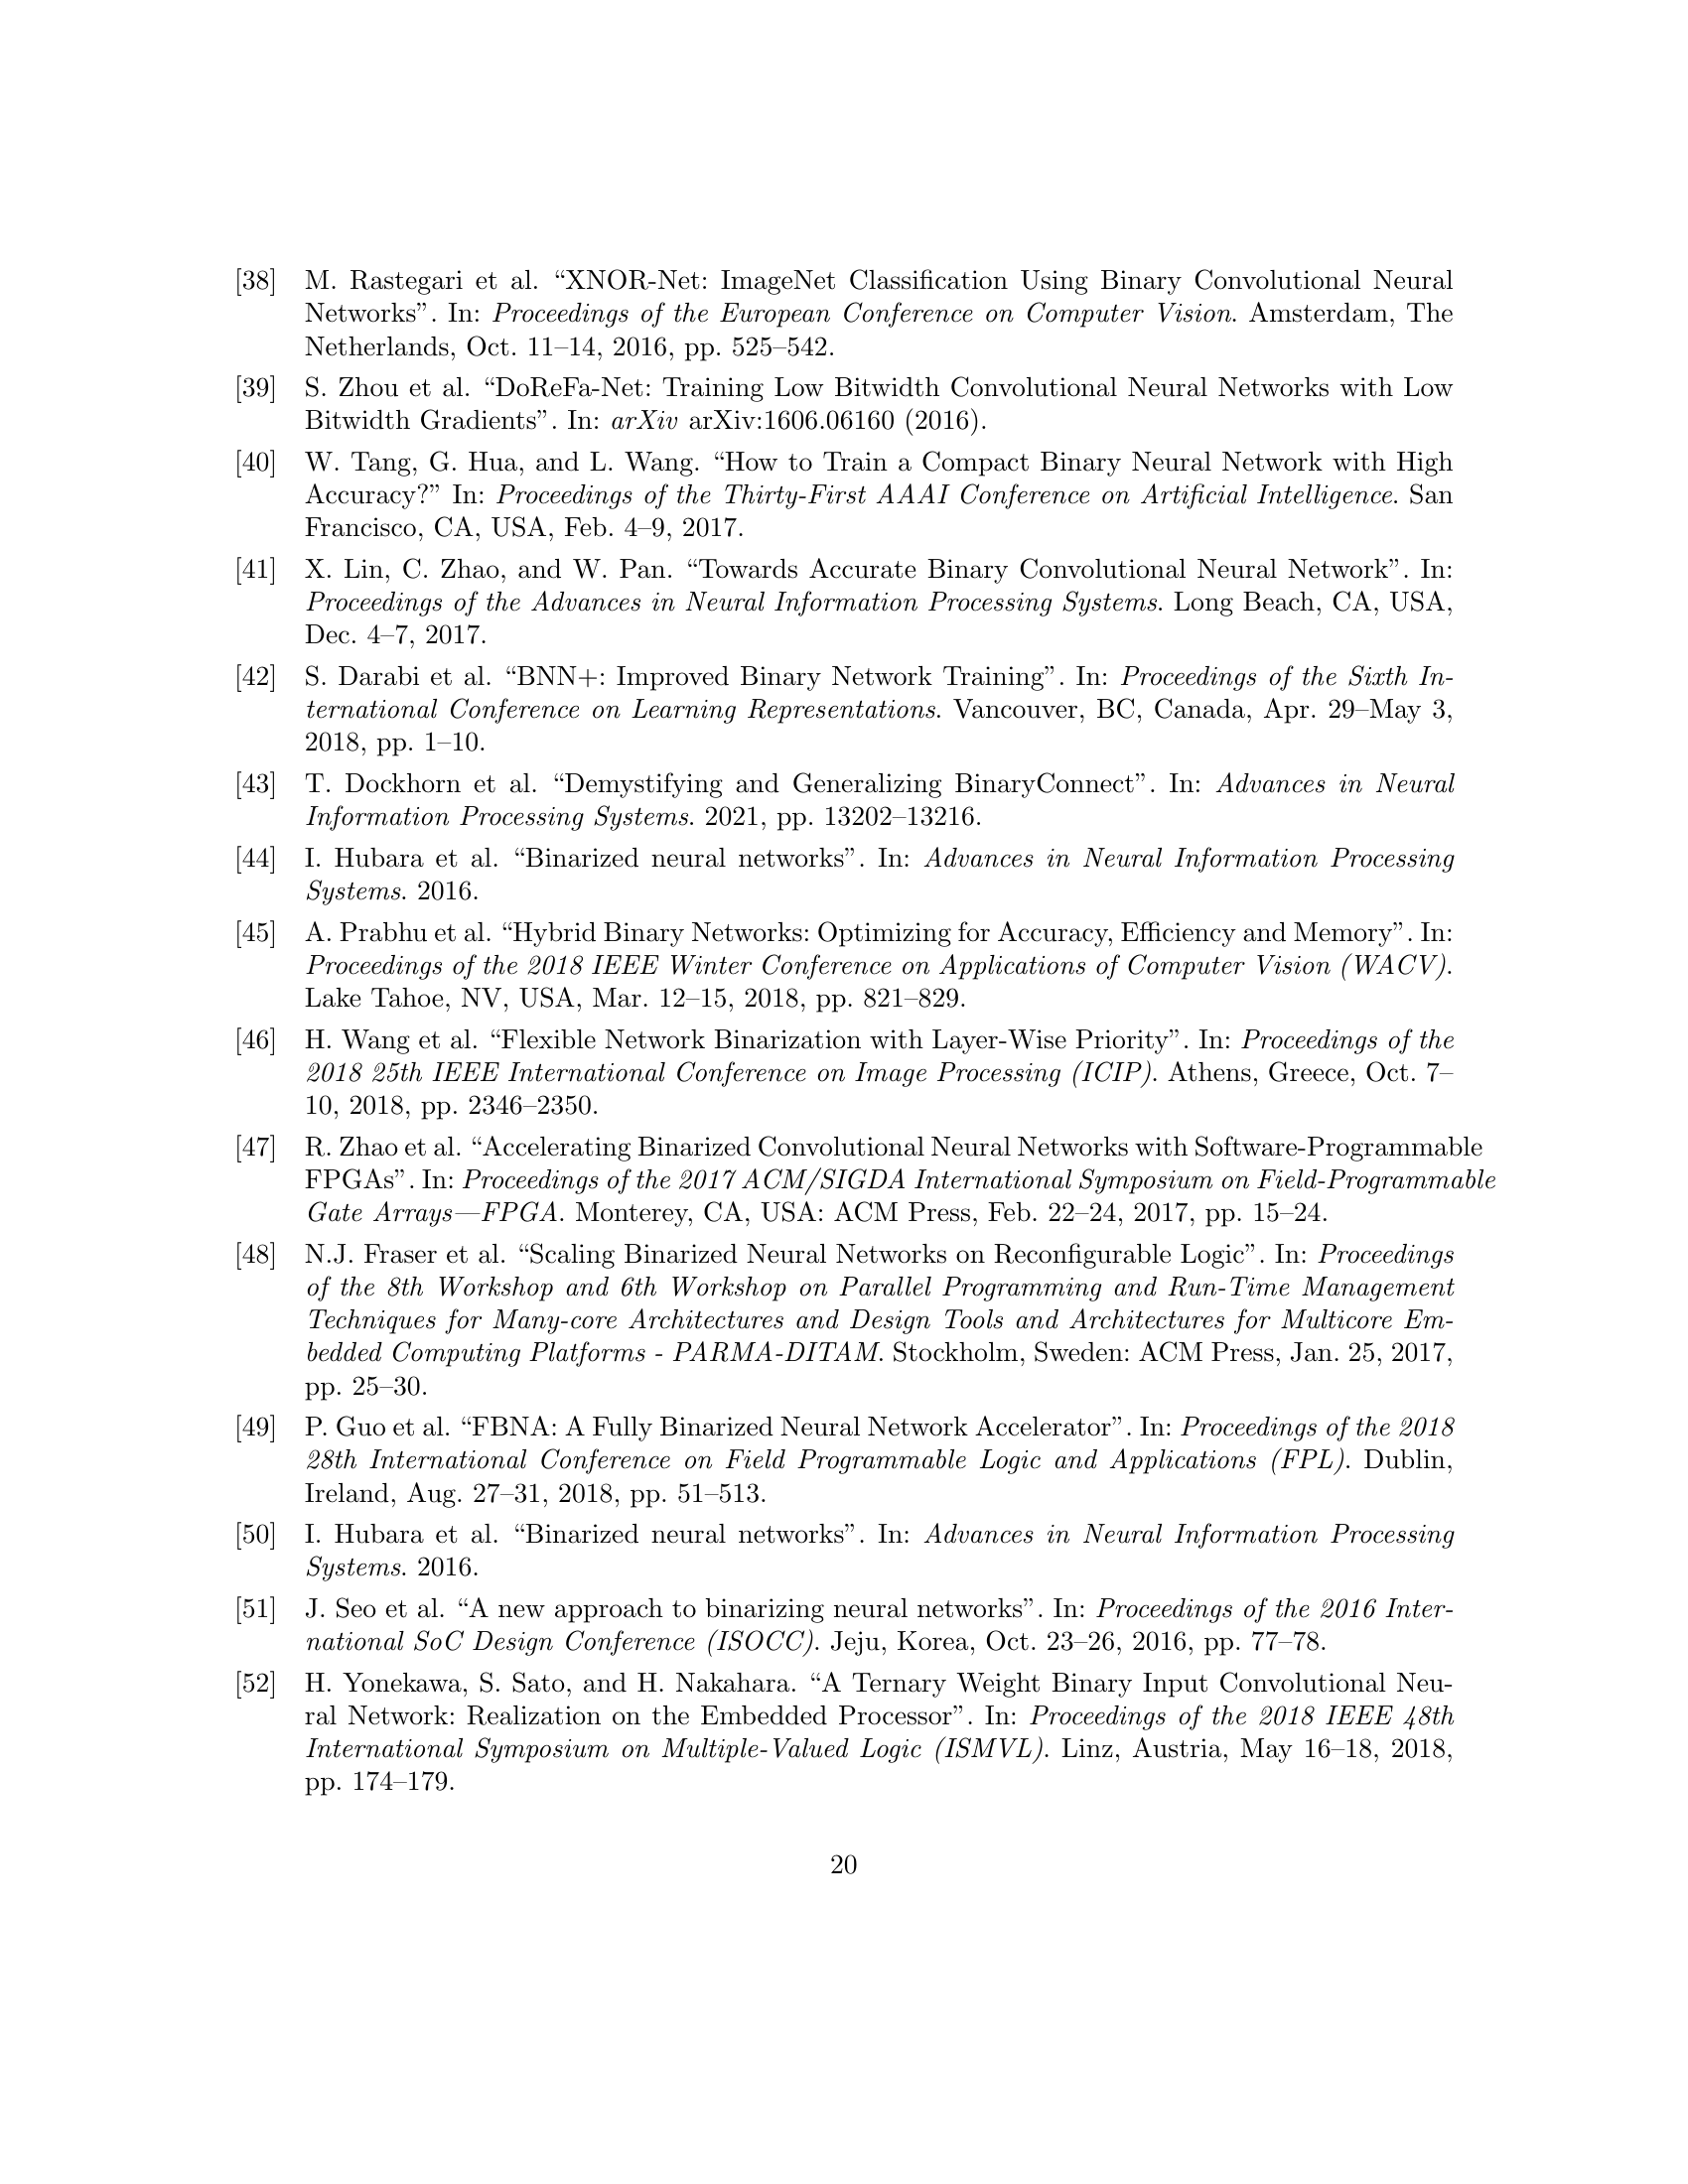 [38] M. Rastegari et al. “XNOR-Net: ImageNet Classification Using Binary Convolutional Neural
Networks”. In: Proceedings of the European Conference on Computer Vision. Amsterdam, The
Netherlands, Oct. 11–14, 2016, pp. 525–542.
[39] S. Zhou et al. “DoReFa-Net: Training Low Bitwidth Convolutional Neural Networks with Low
Bitwidth Gradients”. In: arXiv arXiv:1606.06160 (2016).
[40] W. Tang, G. Hua, and L. Wang. “How to Train a Compact Binary Neural Network with High
Accuracy?” In: Proceedings of the Thirty-First AAAI Conference on Artificial Intelligence. San
Francisco, CA, USA, Feb. 4–9, 2017.
[41] X. Lin, C. Zhao, and W. Pan. “Towards Accurate Binary Convolutional Neural Network”. In:
Proceedings of the Advances in Neural Information Processing Systems. Long Beach, CA, USA,
Dec. 4–7, 2017.
[42] S. Darabi et al. “BNN+: Improved Binary Network Training”. In: Proceedings of the Sixth In-
ternational Conference on Learning Representations. Vancouver, BC, Canada, Apr. 29–May 3,
2018, pp. 1–10.
[43] T. Dockhorn et al. “Demystifying and Generalizing BinaryConnect”. In: Advances in Neural
Information Processing Systems. 2021, pp. 13202–13216.
[44] I. Hubara et al. “Binarized neural networks”. In: Advances in Neural Information Processing
Systems. 2016.
[45] A. Prabhu et al. “Hybrid Binary Networks: Optimizing for Accuracy, Efficiency and Memory”. In:
Proceedings of the 2018 IEEE Winter Conference on Applications of Computer Vision (WACV).
Lake Tahoe, NV, USA, Mar. 12–15, 2018, pp. 821–829.
[46] H. Wang et al. “Flexible Network Binarization with Layer-Wise Priority”. In: Proceedings of the
2018 25th IEEE International Conference on Image Processing (ICIP). Athens, Greece, Oct. 7–
10, 2018, pp. 2346–2350.
[47] R. Zhao et al. “Accelerating Binarized Convolutional Neural Networks with Software-Programmable
FPGAs”. In: Proceedings of the 2017 ACM/SIGDA International Symposium on Field-Programmable
Gate Arrays—FPGA. Monterey, CA, USA: ACM Press, Feb. 22–24, 2017, pp. 15–24.
[48] N.J. Fraser et al. “Scaling Binarized Neural Networks on Reconfigurable Logic”. In: Proceedings
of the 8th Workshop and 6th Workshop on Parallel Programming and Run-Time Management
Techniques for Many-core Architectures and Design Tools and Architectures for Multicore Em-
bedded Computing Platforms - PARMA-DITAM. Stockholm, Sweden: ACM Press, Jan. 25, 2017,
pp. 25–30.
[49] P. Guo et al. “FBNA: A Fully Binarized Neural Network Accelerator”. In: Proceedings of the 2018
28th International Conference on Field Programmable Logic and Applications (FPL). Dublin,
Ireland, Aug. 27–31, 2018, pp. 51–513.
[50] I. Hubara et al. “Binarized neural networks”. In: Advances in Neural Information Processing
Systems. 2016.
[51] J. Seo et al. “A new approach to binarizing neural networks”. In: Proceedings of the 2016 Inter-
national SoC Design Conference (ISOCC). Jeju, Korea, Oct. 23–26, 2016, pp. 77–78.
[52] H. Yonekawa, S. Sato, and H. Nakahara. “A Ternary Weight Binary Input Convolutional Neu-
ral Network: Realization on the Embedded Processor”. In: Proceedings of the 2018 IEEE 48th
International Symposium on Multiple-Valued Logic (ISMVL). Linz, Austria, May 16–18, 2018,
pp. 174–179.
20